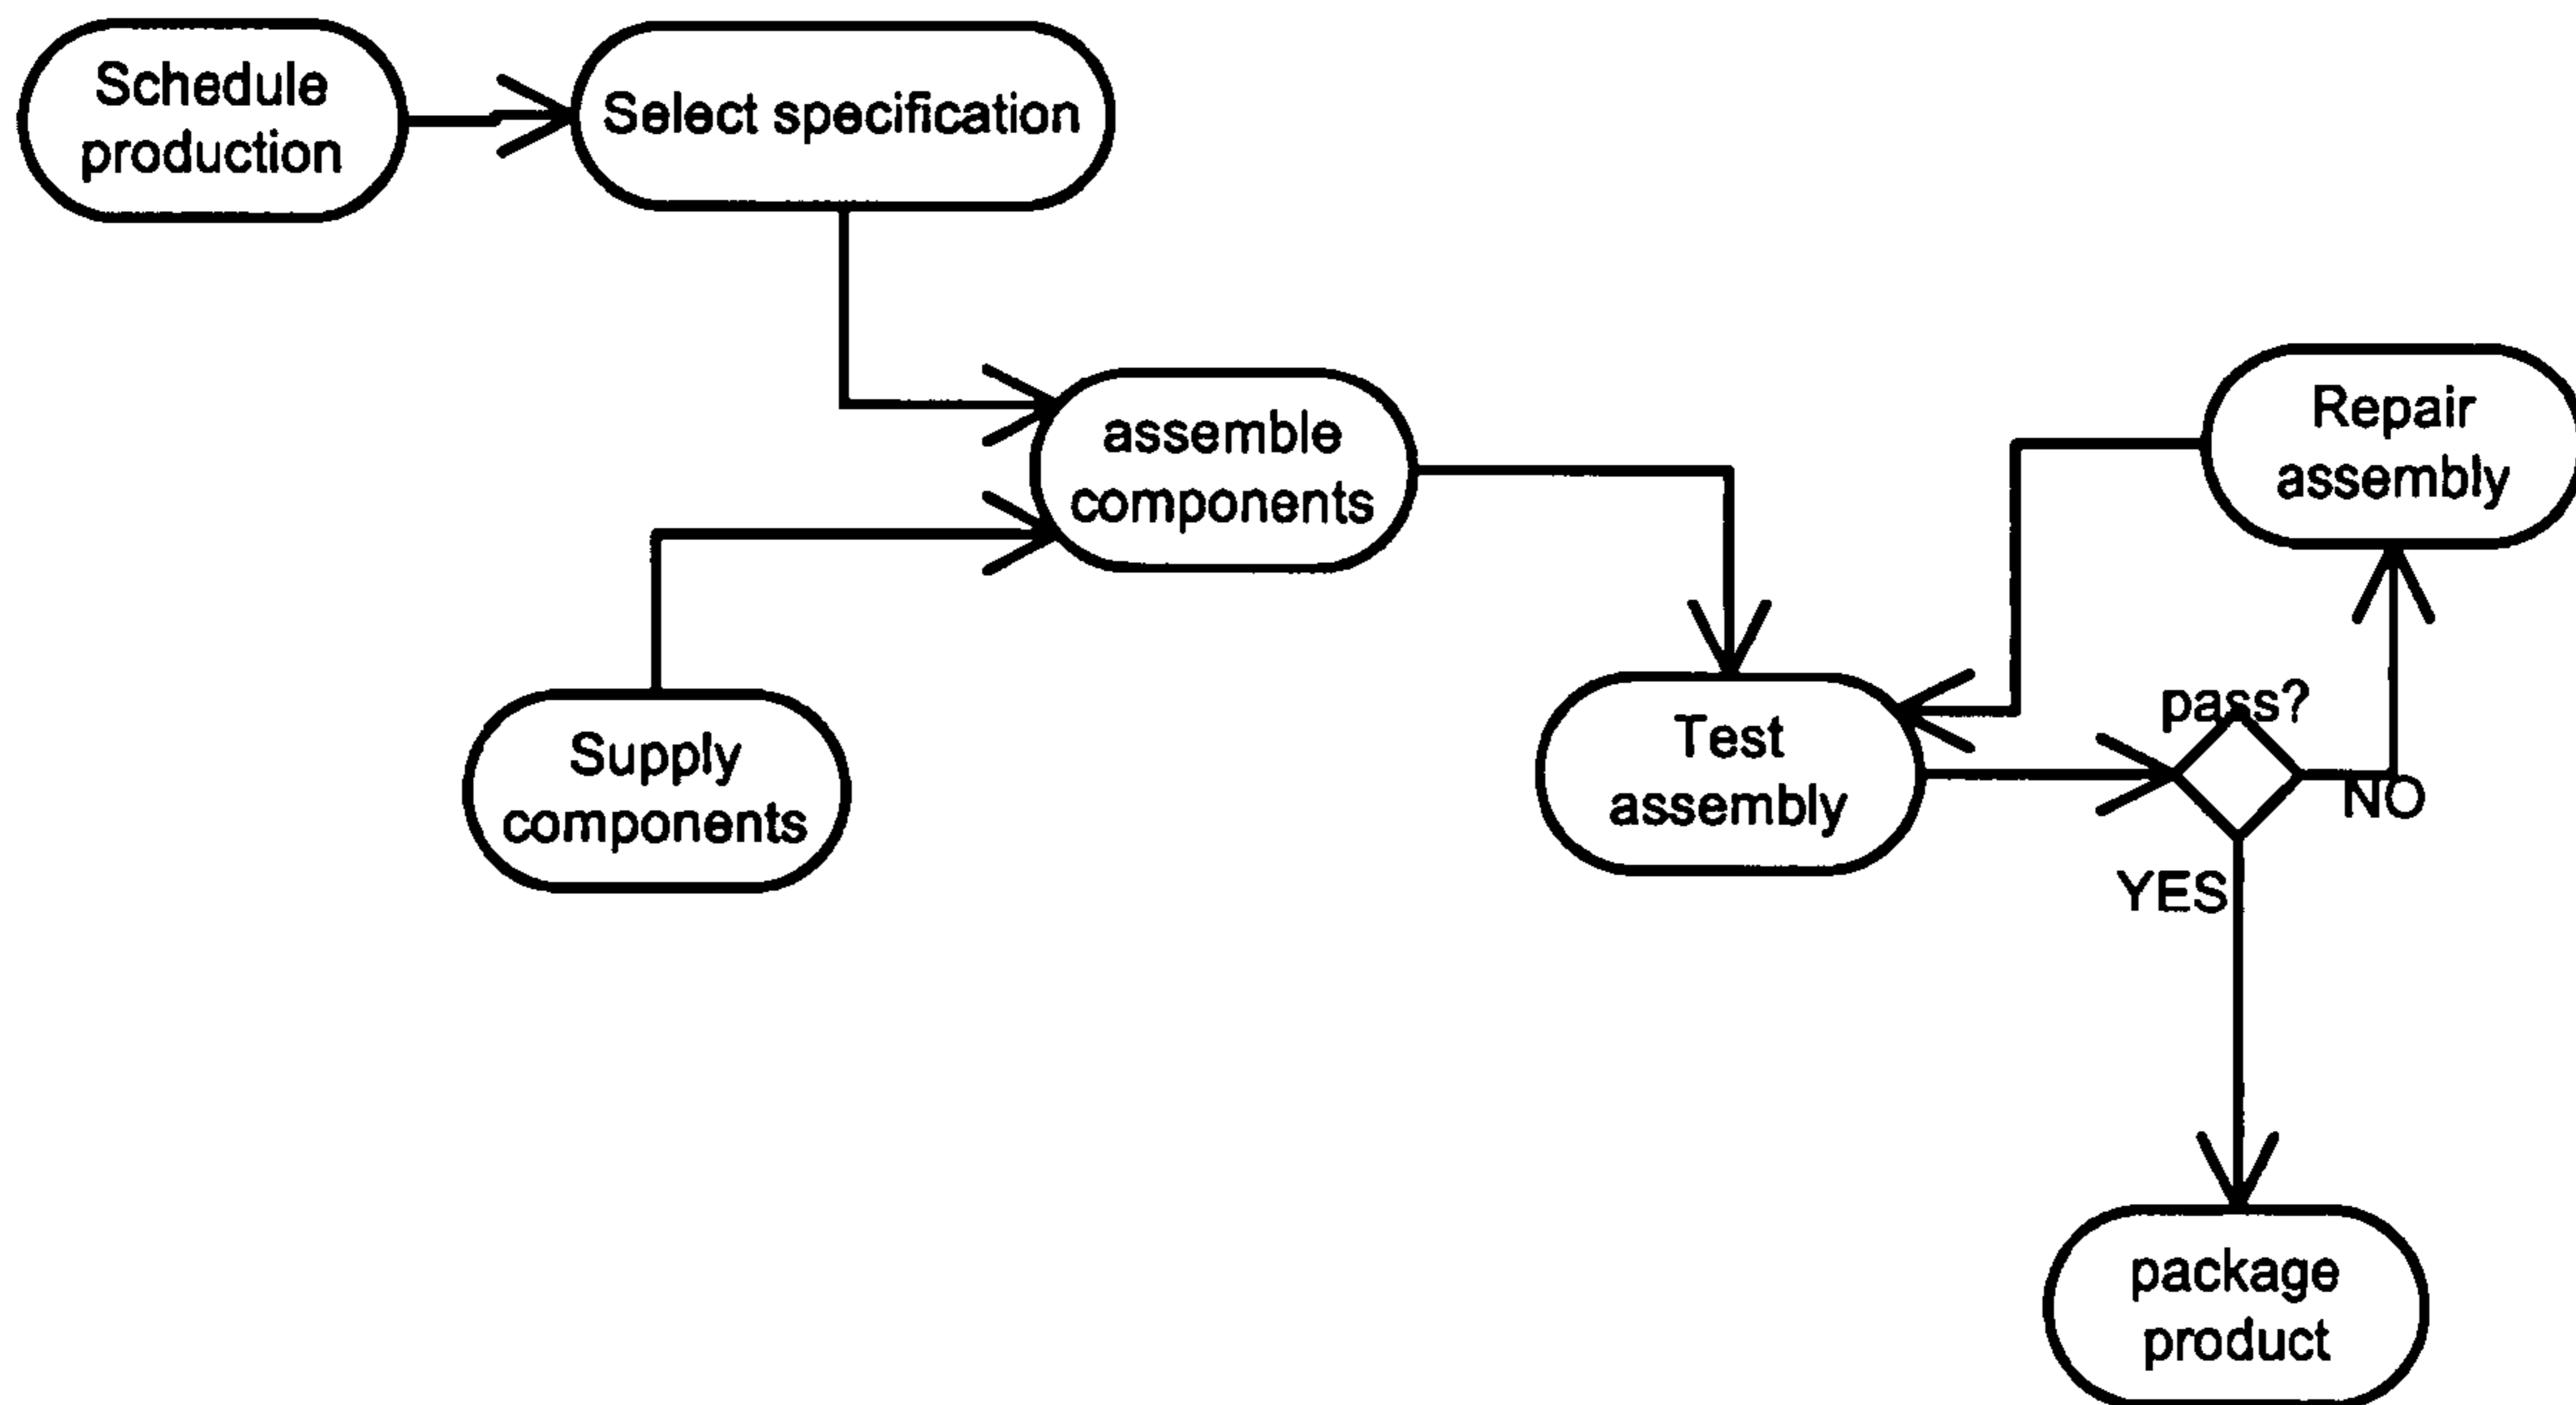 Schedule
production
Select specification
assemble
components
Repair
assembly
Supply
components
Test
assembly
pass?
NO
YES
package
product